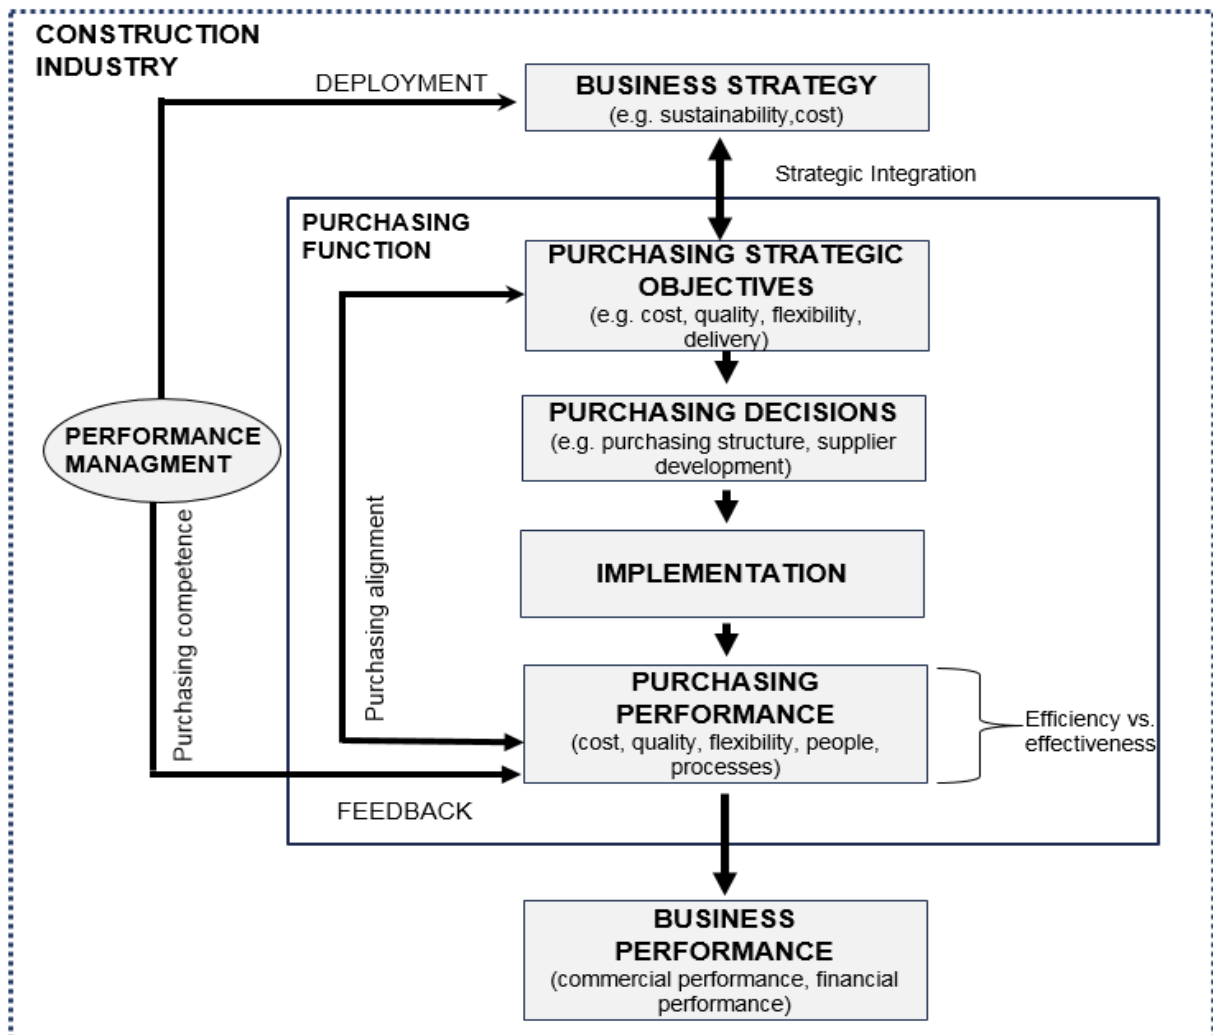 CONSTRUCTION
INDUSTRY
DEPLOYMENT
BUSINESS STRATEGY
(e.g. sustainability,cost)
Strategic Integration
PURCHASING
FUNCTION
PURCHASING STRATEGIC
OBJECTIVES
(e.g. cost, quality, flexibility,
delivery)
PURCHASING DECISIONS
(e.g. purchasing structure, supplier
development)
PERFORMANCE
MANAGMENT
Purchasing competence
Purchasing alignment
IMPLEMENTATION
PURCHASING
PERFORMANCE
(cost, quality, flexibility, people,
processes)
Efficiency vs.
effectiveness
FEEDBACK
BUSINESS
PERFORMANCE
(commercial performance, financial
performance)